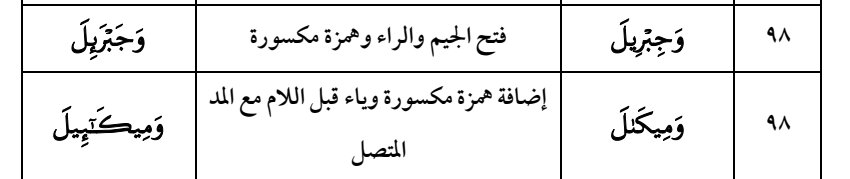 ٩٨ وَجِبْرِيلَ فتح الجيم والراء وهمزة مكسورة وَجَبْرَئِلَ
٩٨ وَمِيكَىٰلَ إضافة همزة مكسورة وياء قبل اللام مع المد
المتصل وَمِيكَـٰٓئِيلَ